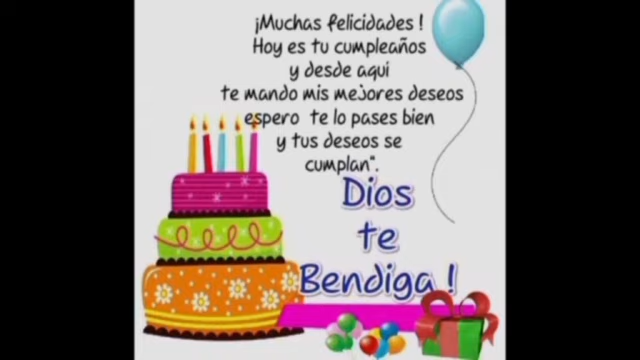 ¡Muchas felicidades !
Hoy es tu cumpleaños
y desde aqui
te mando mis mejores deseos
espero te lo pases bien
y tus deseos se
cumplan".
Dios
te
Bendiga !